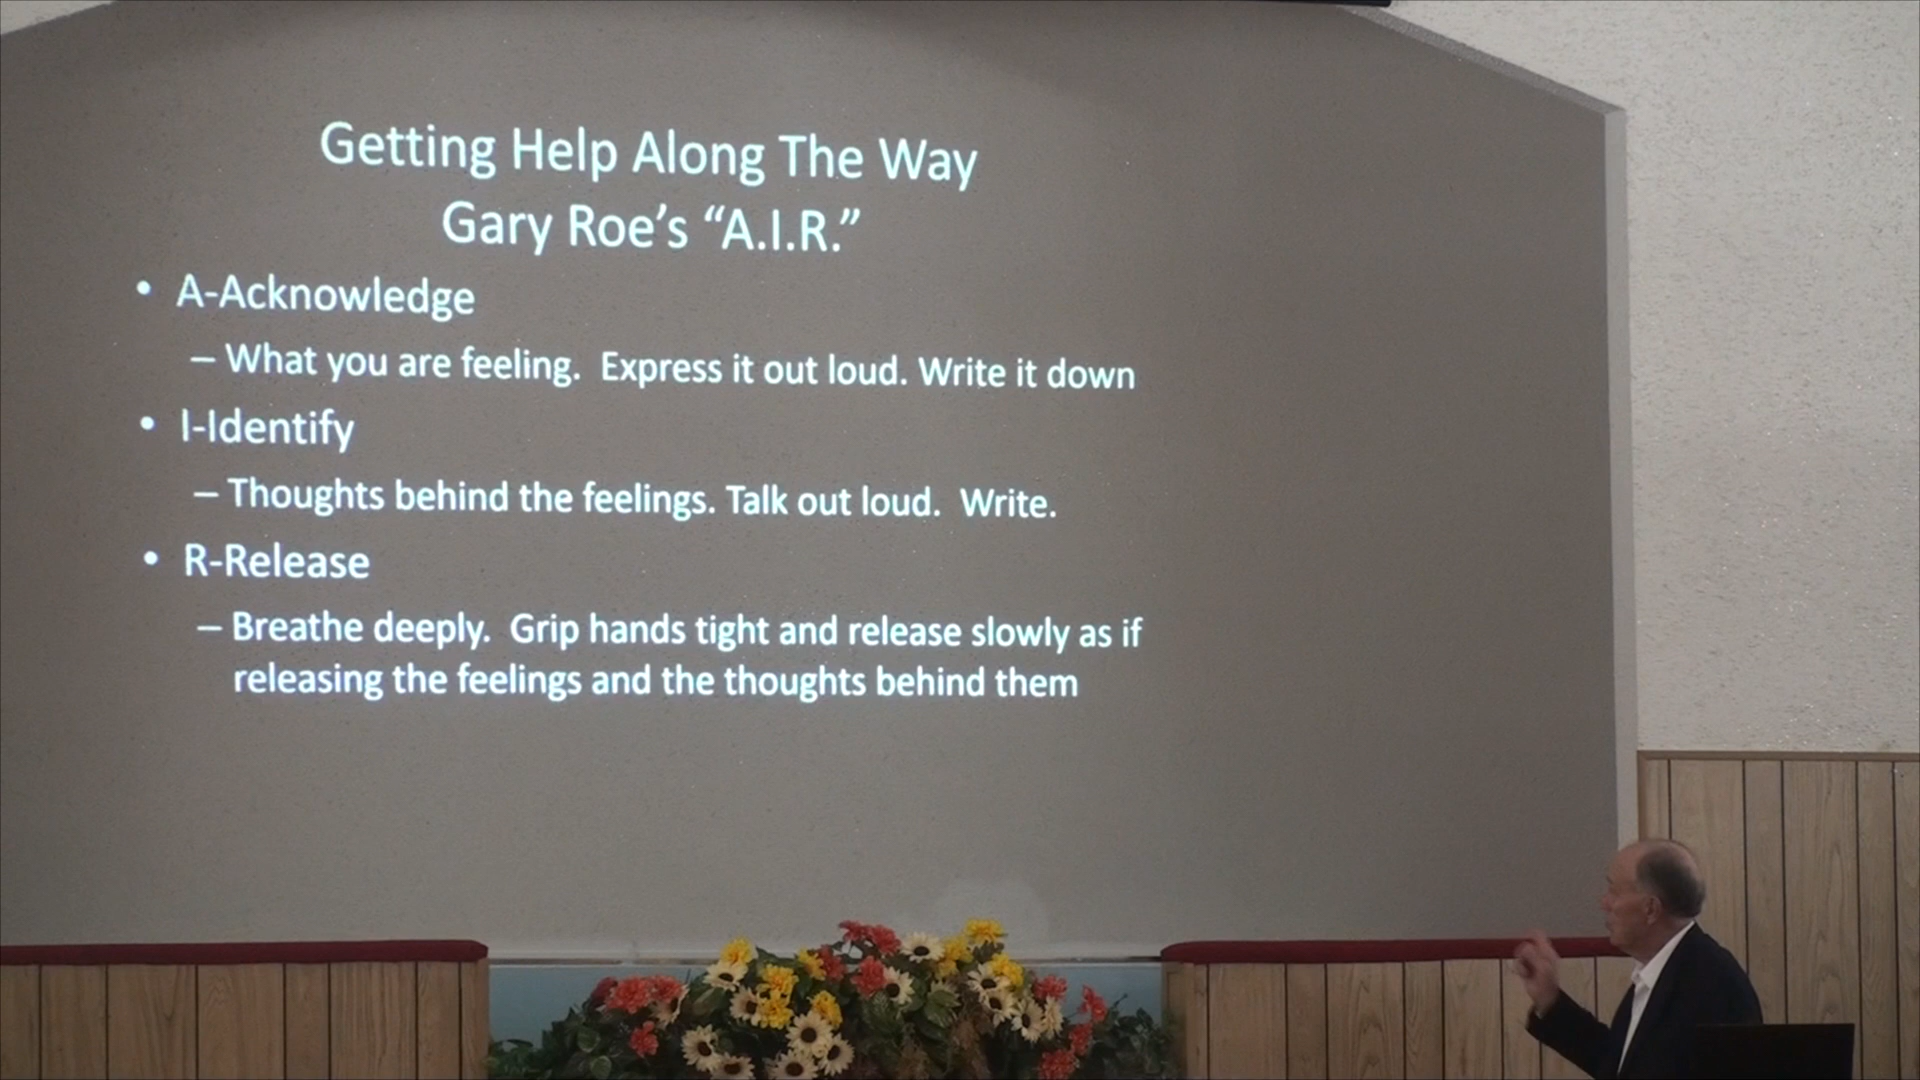 Getting Help Along The Way
Gary Roe’s “A.I.R.”
• A-Acknowledge
– What you are feeling.  Express it out loud. Write it down
• I-Identify
– Thoughts behind the feelings. Talk out loud.  Write.
• R-Release
– Breathe deeply.  Grip hands tight and release slowly as if
releasing the feelings and the thoughts behind them